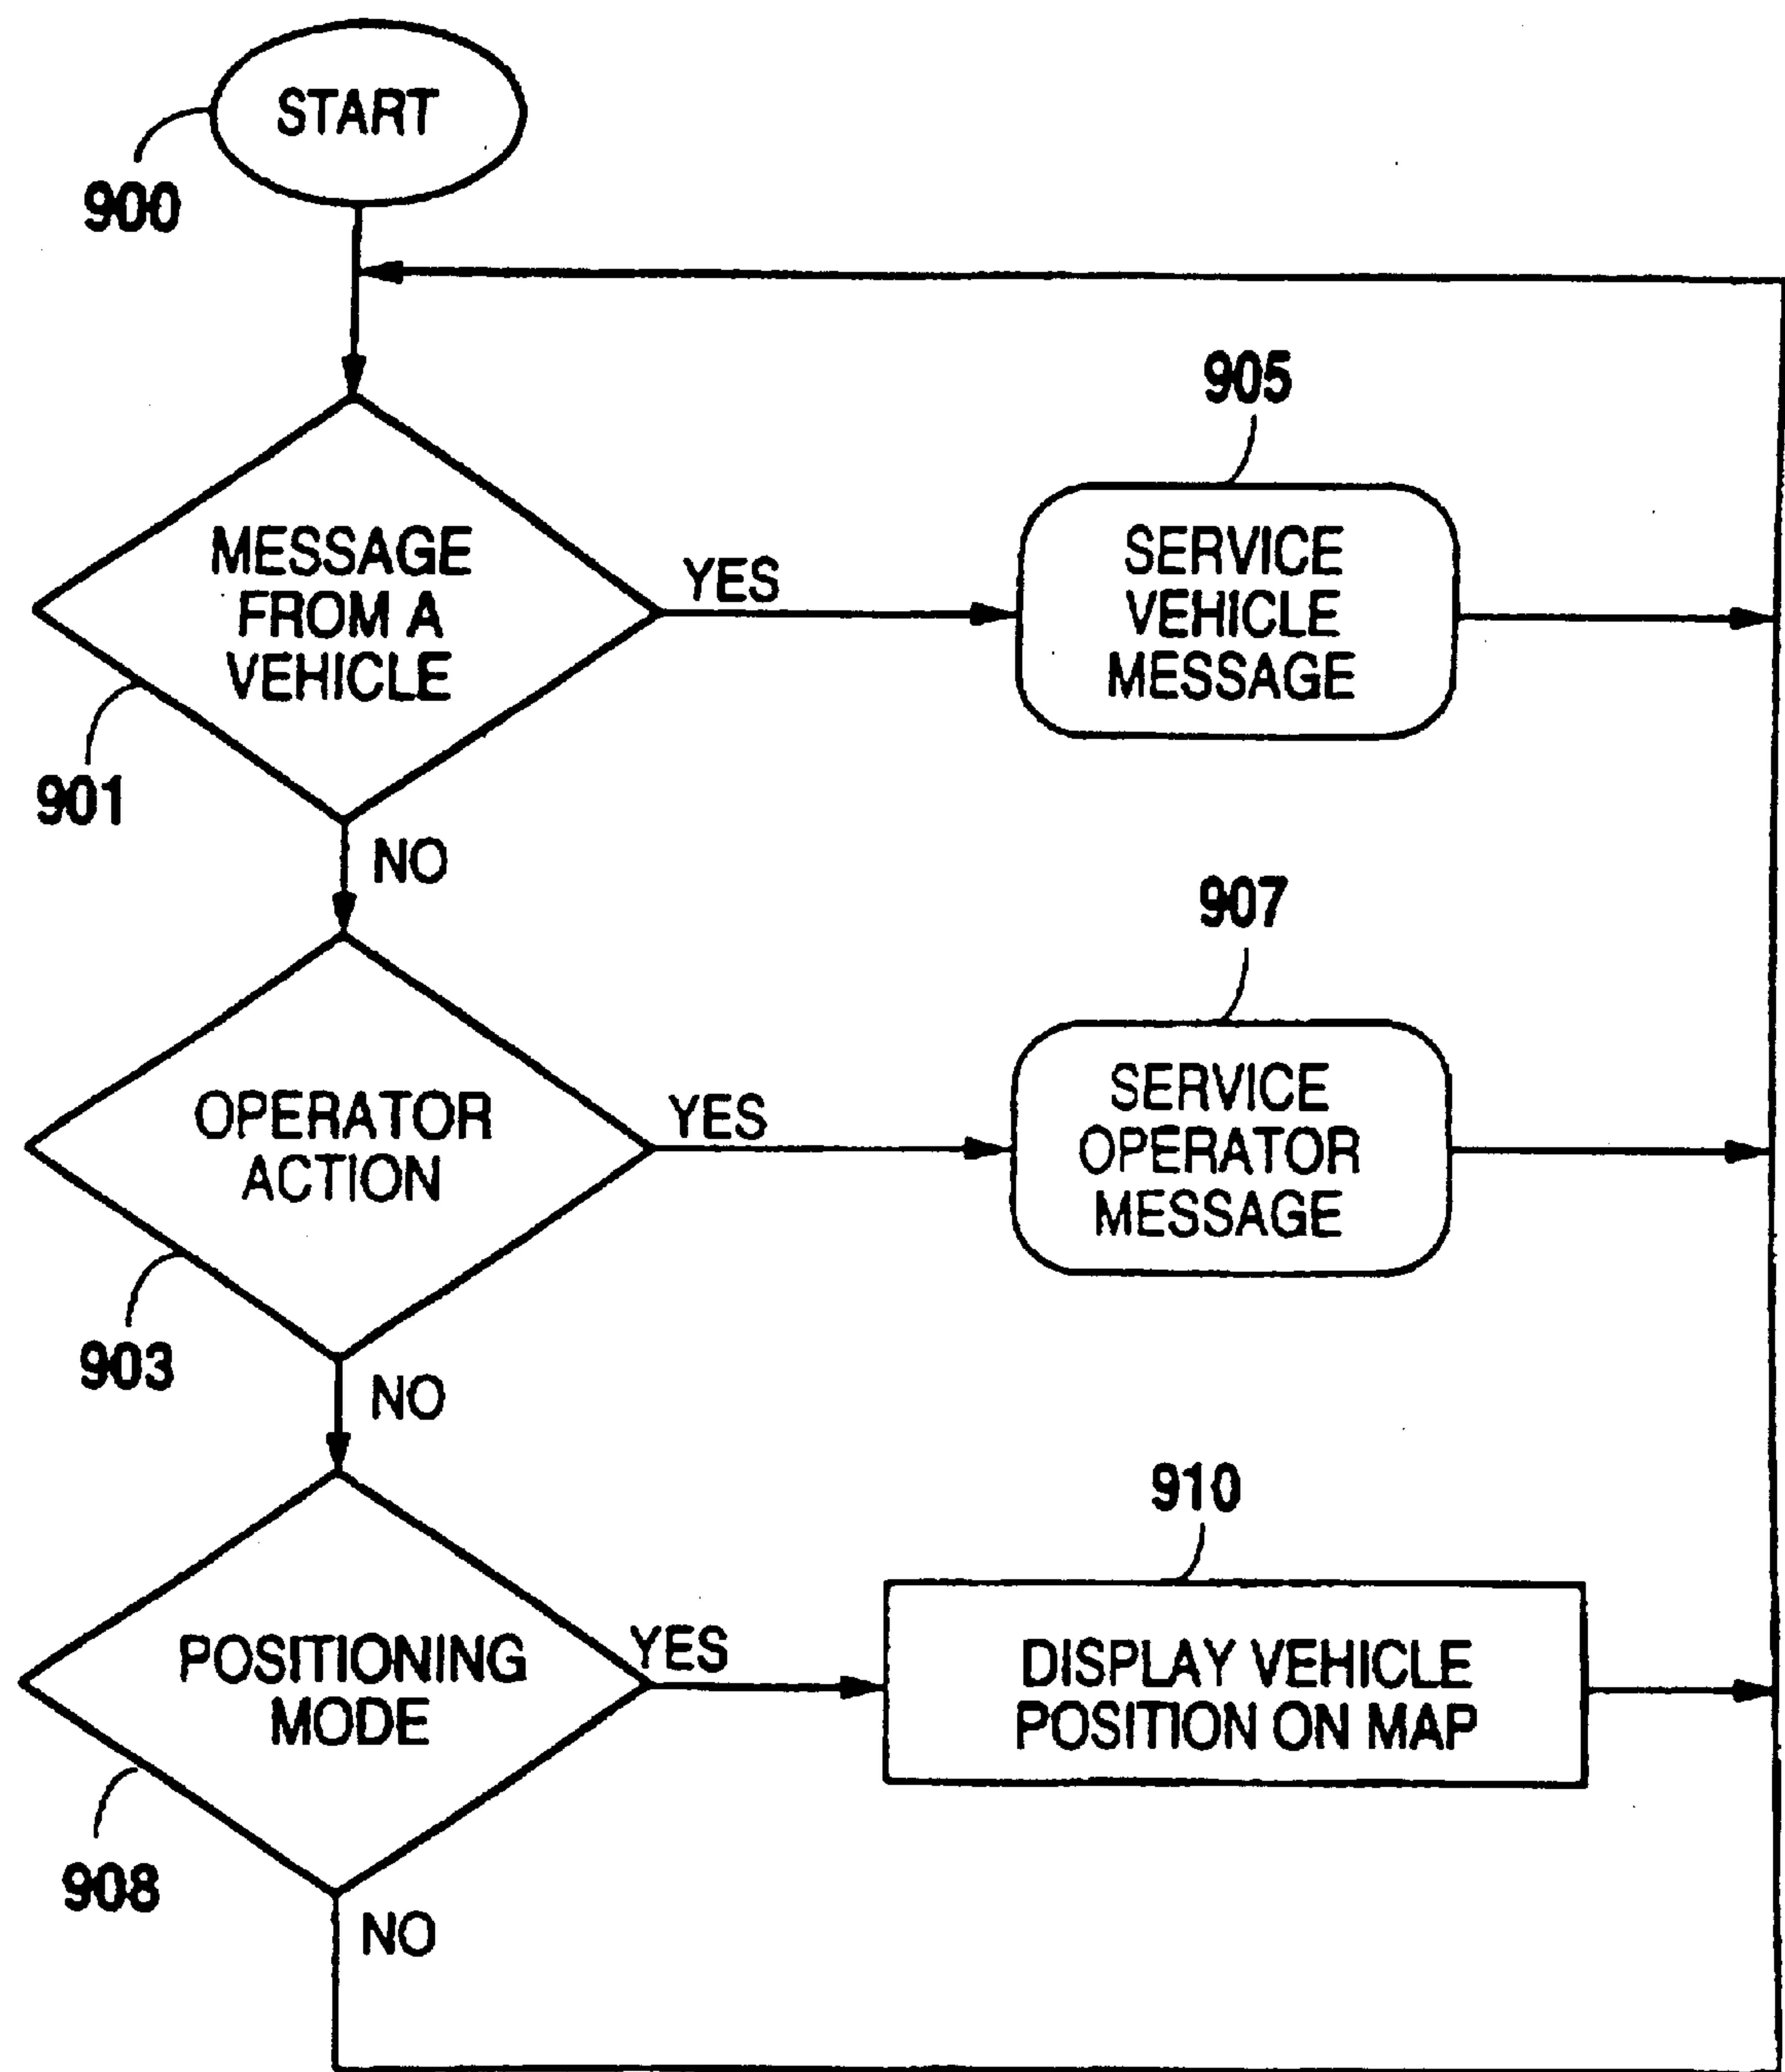 START
900
905
MESSAGE
FROM A
VEHICLE
YES
SERVICE
VEHICLE
MESSAGE
901
NO
907
OPERATOR
ACTION
YES
SERVICE
OPERATOR
MESSAGE
903
NO
910
POSITIONING
MODE
YES
DISPLAY VEHICLE
POSITION ON MAP
908
NO